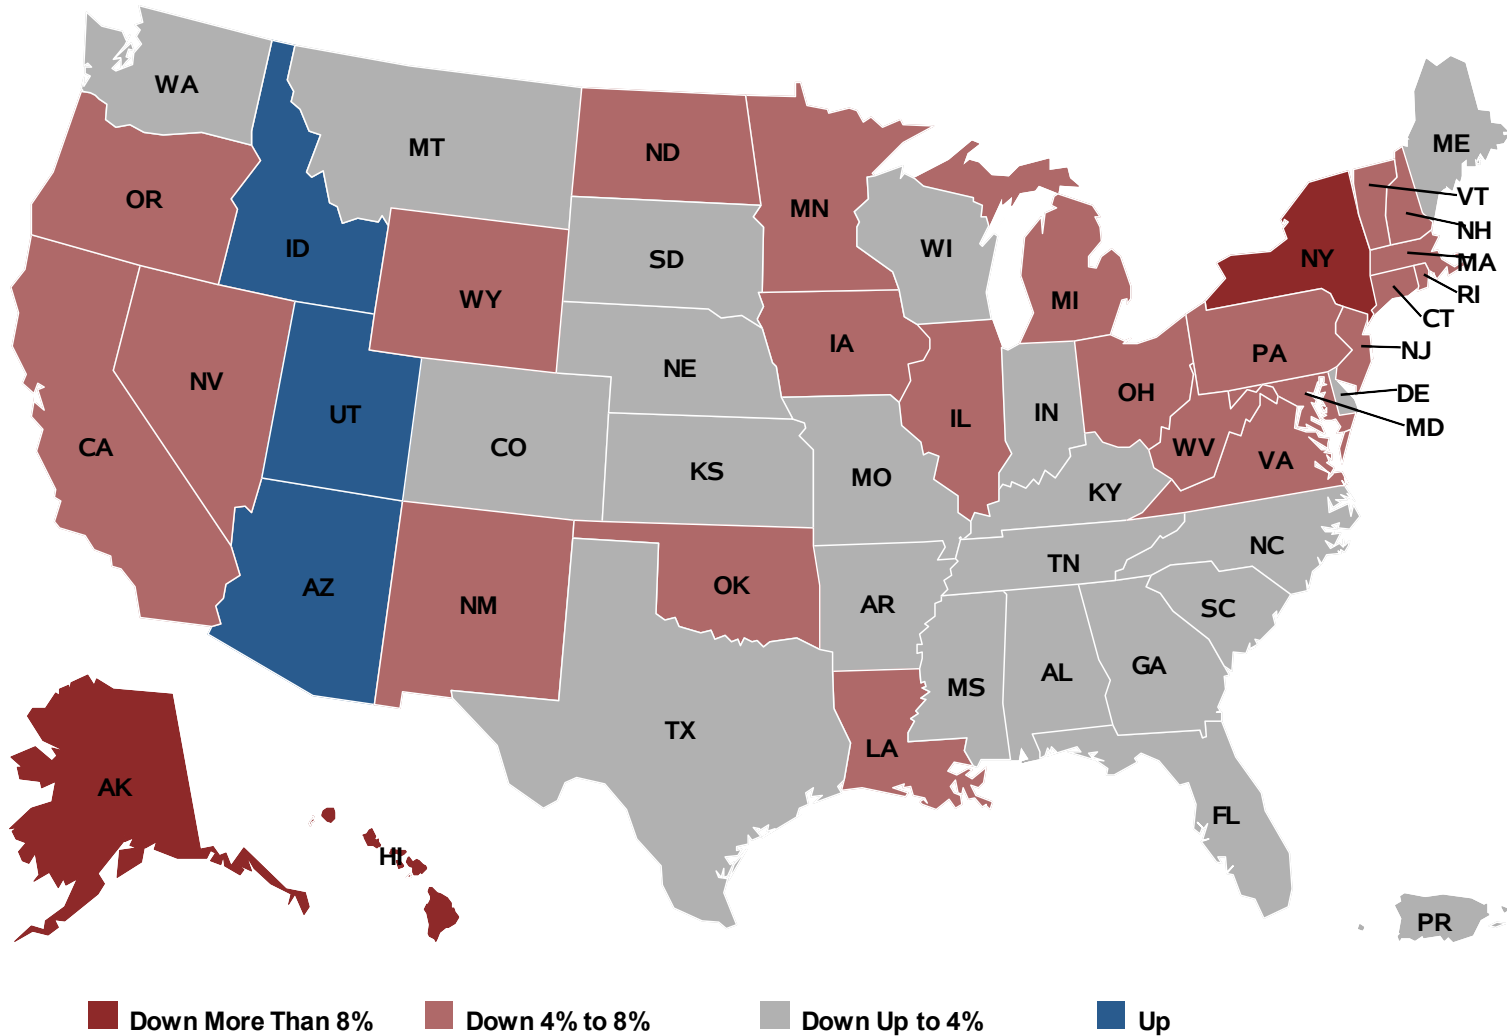 WA
MT
ND
MN
ME
OR
ID
SD
WI
VT
NH
NY
MA
MI
RI
WY
CT
IA
NE
PA
NJ
NV
UT
CO
KS
MO
IL
IN
OH
DE
MD
CA
WV
VA
KY
AZ
NM
OK
AR
TN
NC
SC
TX
LA
MS
AL
GA
FL
AK
HI
PR
Down More Than 8%
Down 4% to 8%
Down Up to 4%
Up